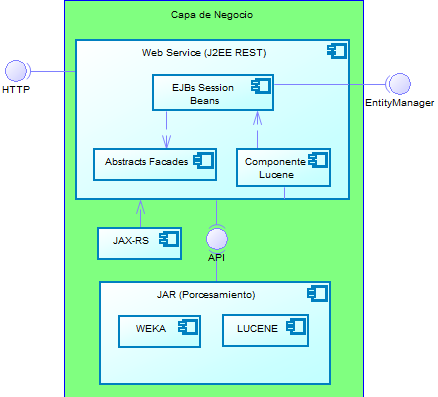 Capa de Negocio
Web Service (J2EE REST)
EJBs Session
Beans
HTTP
EntityManager
Abstracts Facades
Componente
Lucene
JAX-RS
API
JAR (Porcesamiento)
WEKA
LUCENE